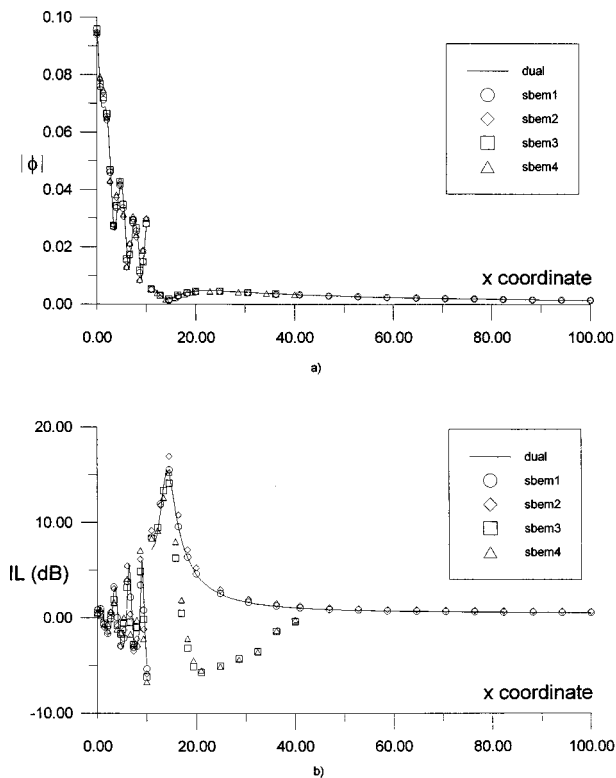 0.10
0.08
0.06
|ϕ|
0.04
0.02
0.00
dual
sbem1
sbem2
sbem3
sbem4
x coordinate
0.00 20.00 40.00 60.00 80.00 100.00
a)
20.00
10.00
IL (dB)
0.00
-10.00
dual
sbem1
sbem2
sbem3
sbem4
x coordinate
0.00 20.00 40.00 60.00 80.00 100.00
b)